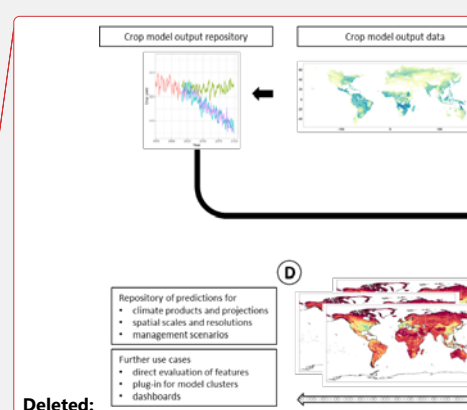 Crop model output repository
Crop model output data
D
Repository of predictions for
• climate products and projections
• spatial scales and resolutions
• management scenarios
Further use cases
• direct evaluation of features
• plug-in for model clusters
• dashboards
Deleted: